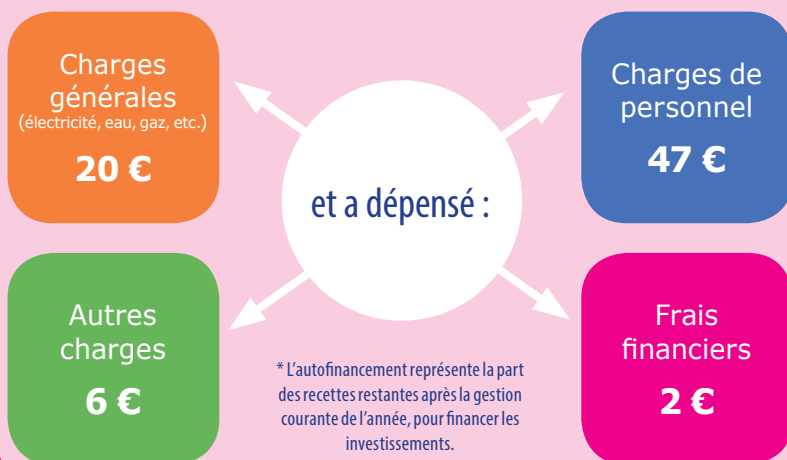 Charges
générales
(électricité, eau, gaz, etc.)
20 €
Charges de
personnel
47 €
et a dépensé :
Autres
charges
6 €
* L'autofinancement représente la part
des recettes restantes après la gestion
courante de l'année, pour financer les
investissements.
Frais
financiers
2 €